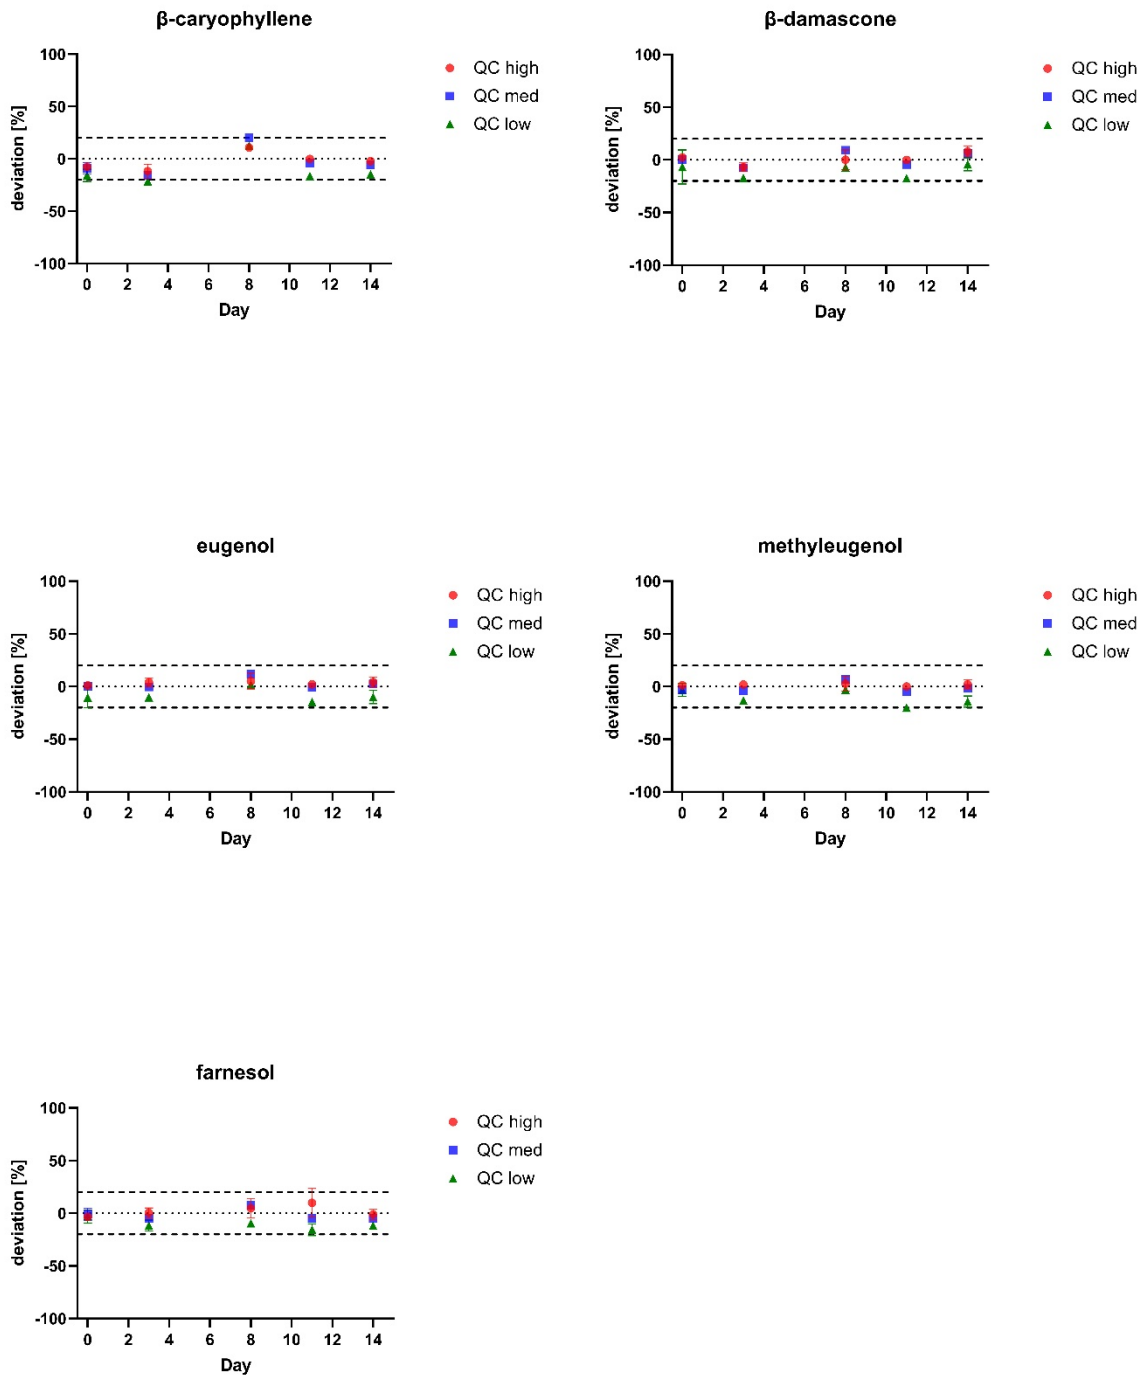 β-caryophyllene
100
50
0
-50
-100
deviation [%]
0 2 4 6 8 10 12 14
Day
QC high
QC med
QC low
β-damascone
100
50
0
-50
-100
deviation [%]
0 2 4 6 8 10 12 14
Day
QC high
QC med
QC low
eugenol
100
50
0
-50
-100
deviation [%]
0 2 4 6 8 10 12 14
Day
QC high
QC med
QC low
methyleugenol
100
50
0
-50
-100
deviation [%]
0 2 4 6 8 10 12 14
Day
QC high
QC med
QC low
farnesol
100
50
0
-50
-100
deviation [%]
0 2 4 6 8 10 12 14
Day
QC high
QC med
QC low